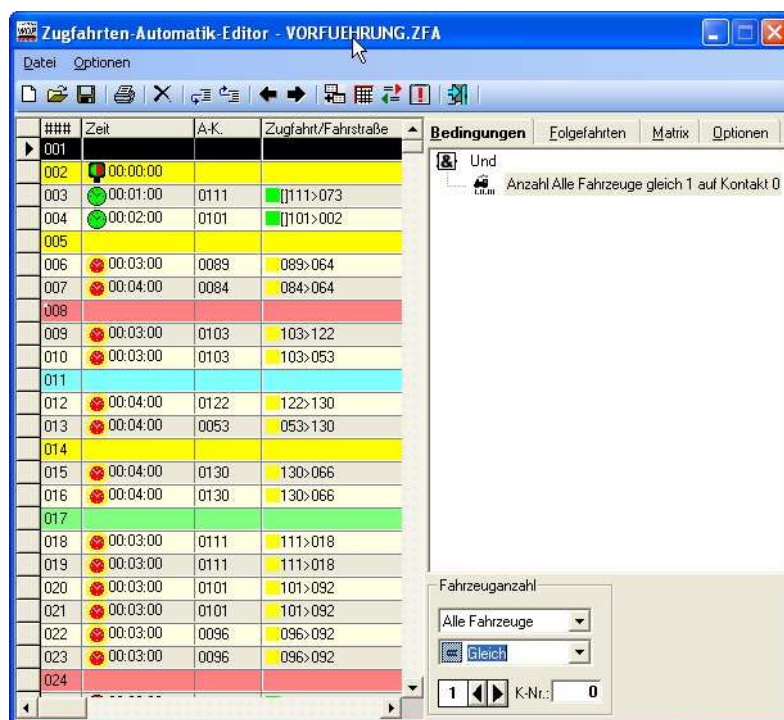 Zugfahrten-Automatik-Editor - VORFUEHRUNG.ZFA
Datei Optionen
### Zeit A-K. Zugfahrt/Fahrstraße
001
002 00:00:00
003 00:01:00 0111 []111>073
004 00:02:00 0101 []101>002
005
006 00:03:00 0089 089>064
007 00:04:00 0084 084>064
008
009 00:03:00 0103 103>122
010 00:03:00 0103 103>053
011
012 00:04:00 0122 122>130
013 00:04:00 0053 053>130
014
015 00:04:00 0130 130>066
016 00:04:00 0130 130>066
017
018 00:03:00 0111 111>018
019 00:03:00 0111 111>018
020 00:03:00 0101 101>092
021 00:03:00 0101 101>092
022 00:03:00 0096 096>092
023 00:03:00 0096 096>092
024
Bedingungen Folgefahrten Matrix Optionen
& Und
Anzahl Alle Fahrzeuge gleich 1 auf Kontakt 0
Fahrzeuganzahl
Alle Fahrzeuge
= Gleich
1 K-Nr.: 0